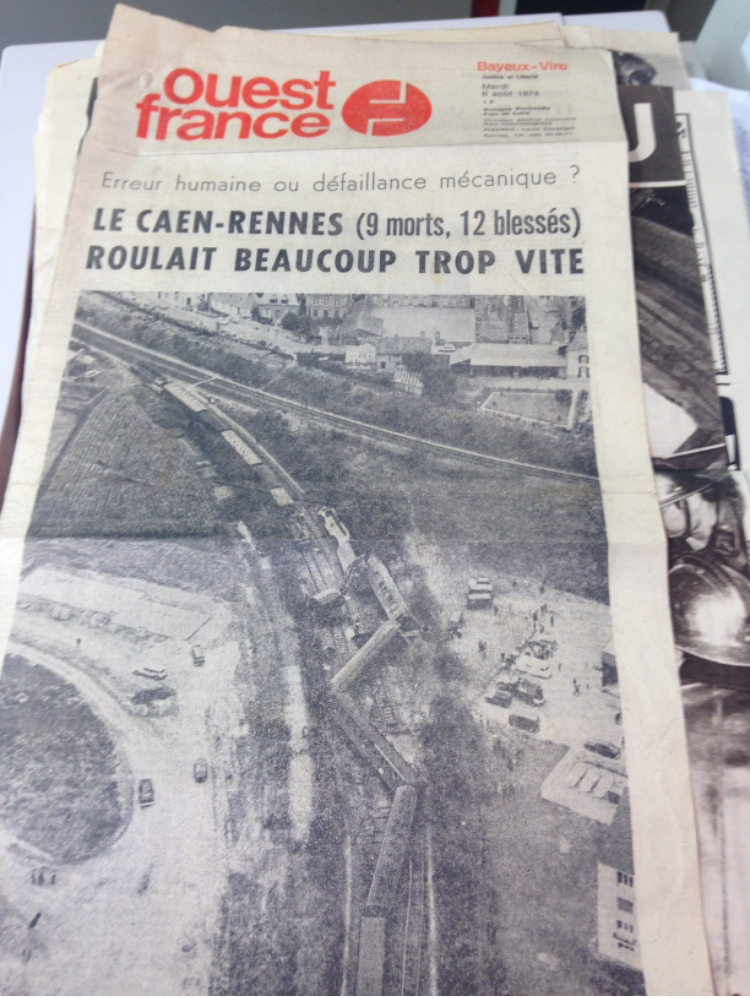 Ouest
france
Bayeux-Vire
Justice et Liberté
Mardi
6 août 1974
1 F
Erreur humaine ou défaillance mécanique ?
LE CAEN-RENNES (9 morts, 12 blessés)
ROULAIT BEAUCOUP TROP VITE